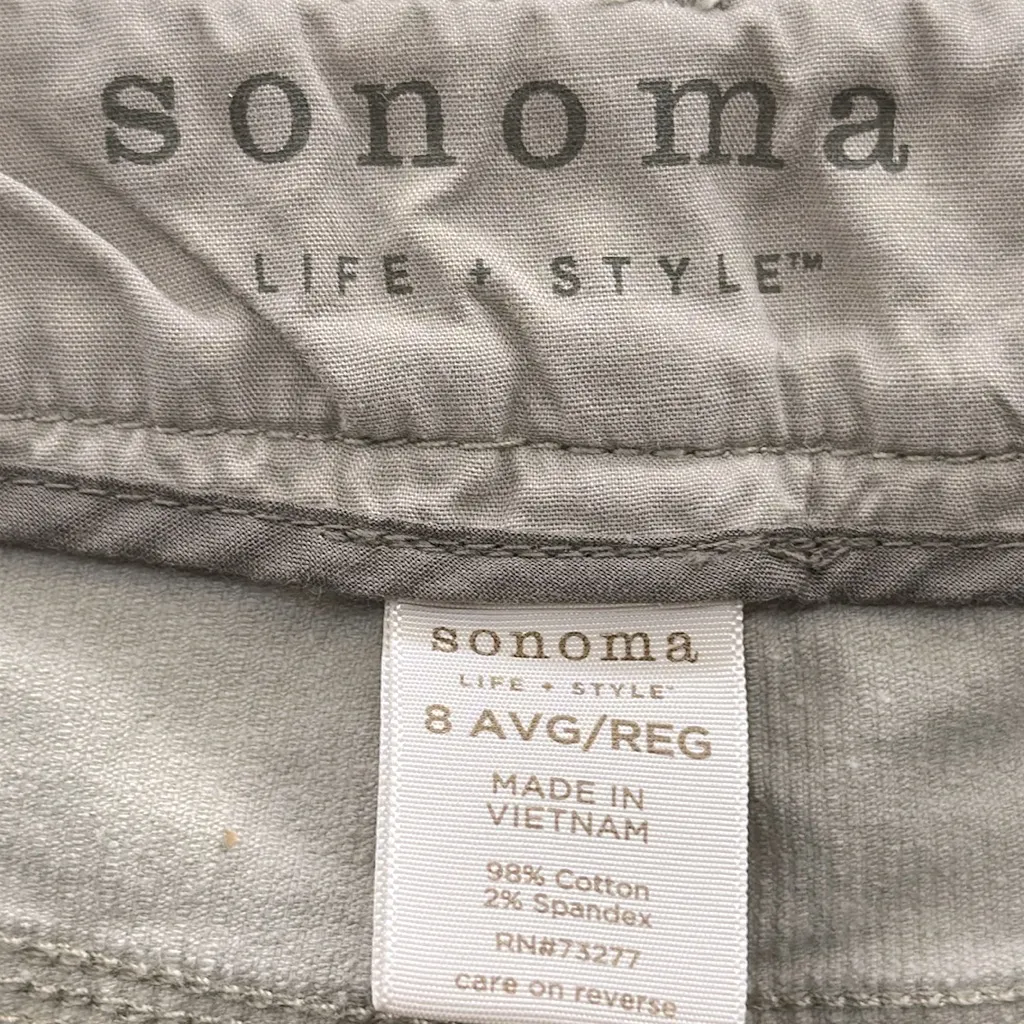 sonoma
LIFE + STYLE™
sonoma
LIFE + STYLE™
8 AVG/REG
MADE IN
VIETNAM
98% Cotton
2% Spandex
RN#73277
care on reverse